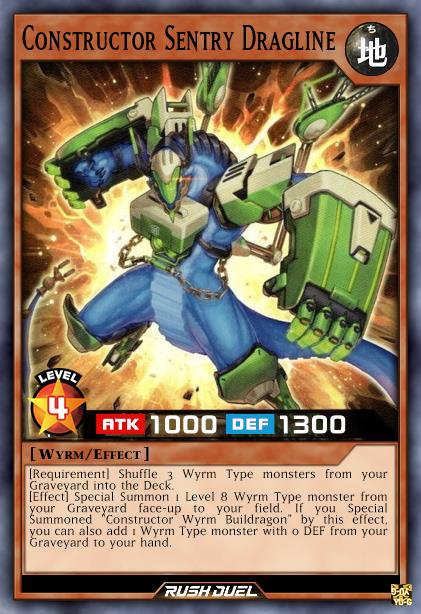 Constructor Sentry Dragline
ち
地
LEVEL
4
ATK 1000 DEF 1300
[ Wyrm/Effect ]
[Requirement] Shuffle 3 Wyrm Type monsters from your
Graveyard into the Deck.
[Effect] Special Summon 1 Level 8 Wyrm Type monster from
your Graveyard face-up to your field. If you Special
Summoned "Constructor Wyrm Buildragon" by this effect,
you can also add 1 Wyrm Type monster with 0 DEF from your
Graveyard to your hand.
RUSH DUEL